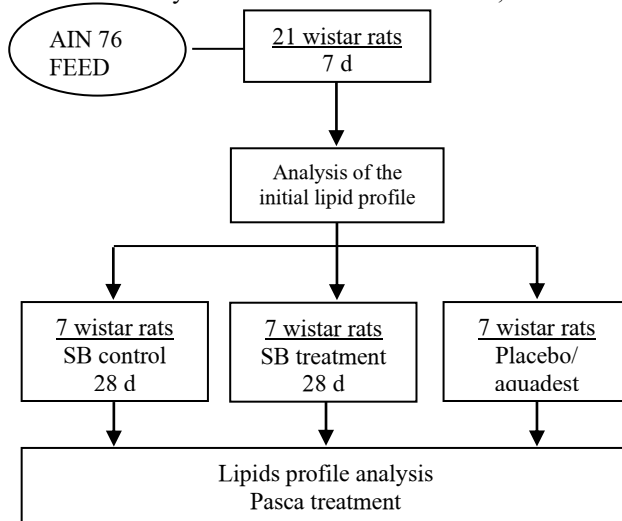 AIN 76
FEED
21 wistar rats
7 d
Analysis of the
initial lipid profile
7 wistar rats
SB control
28 d
7 wistar rats
SB treatment
28 d
7 wistar rats
Placebo/
aquadest
Lipids profile analysis
Pasca treatment